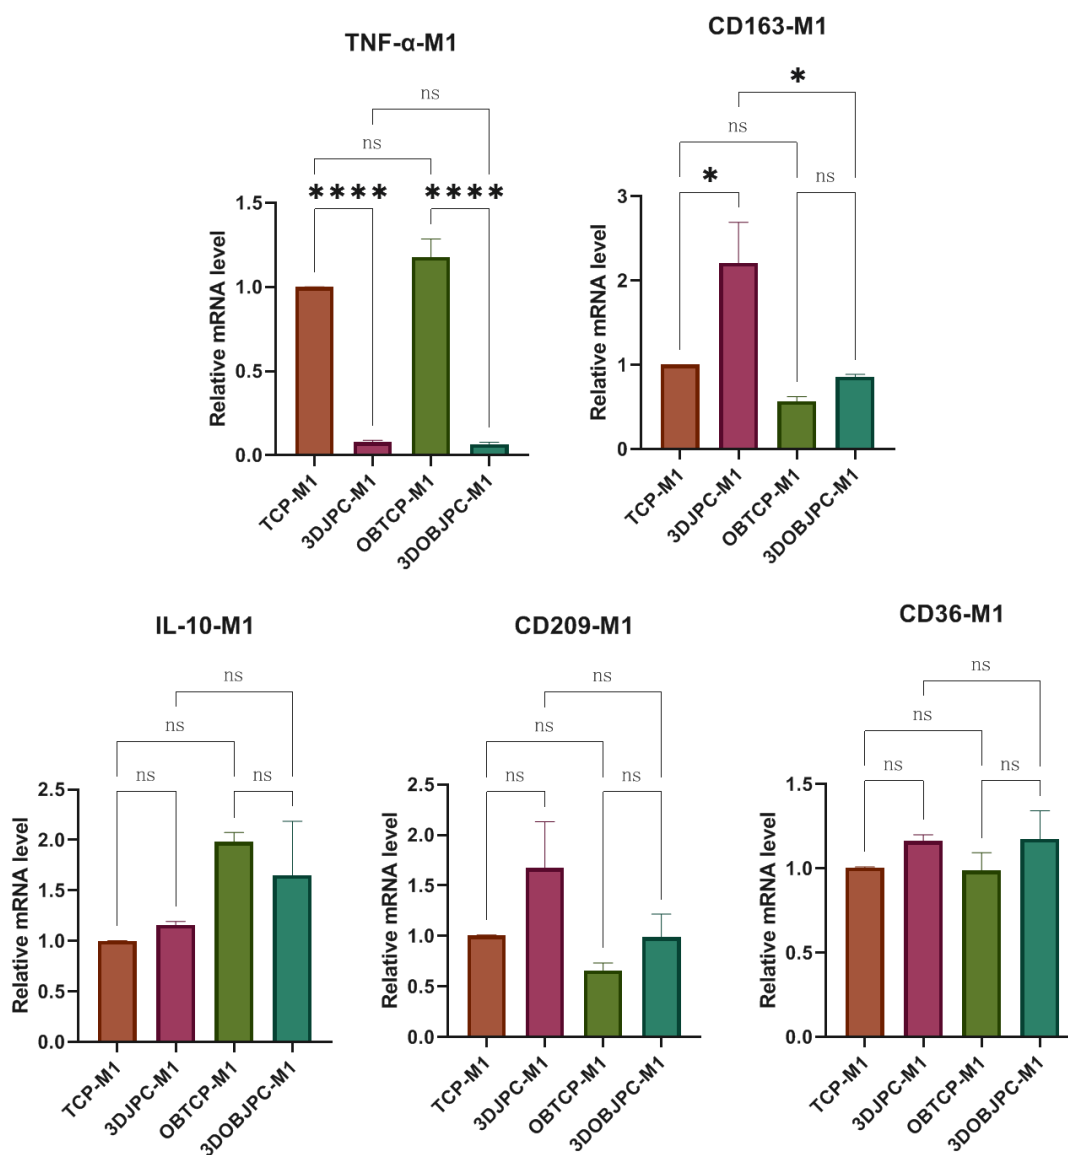 TNF-α-M1
ns
ns
**** ****
Relative mRNA level
1.5
1.0
0.5
0.0
TCP-M1
3DJPC-M1
OBTCP-M1
3DOBJPC-M1
CD163-M1
*
ns
*
ns
Relative mRNA level
3
2
1
0
TCP-M1
3DJPC-M1
OBTCP-M1
3DOBJPC-M1
IL-10-M1
ns
ns
ns ns
Relative mRNA level
2.5
2.0
1.5
1.0
0.5
0.0
TCP-M1
3DJPC-M1
OBTCP-M1
3DOBJPC-M1
CD209-M1
ns
ns
ns ns
Relative mRNA level
2.5
2.0
1.5
1.0
0.5
0.0
TCP-M1
3DJPC-M1
OBTCP-M1
3DOBJPC-M1
CD36-M1
ns
ns
ns ns
Relative mRNA level
1.5
1.0
0.5
0.0
TCP-M1
3DJPC-M1
OBTCP-M1
3DOBJPC-M1